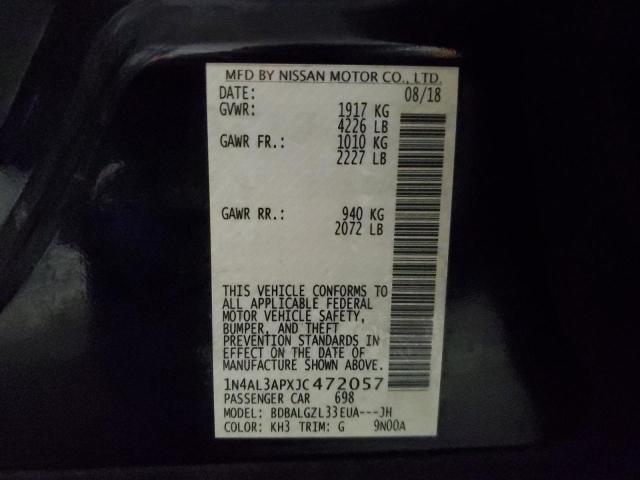 MFD BY NISSAN MOTOR CO., LTD.
DATE: 08/18
GVWR: 1917 KG
4226 LB
GAWR FR.: 1010 KG
2227 LB
GAWR RR.: 940 KG
2072 LB
THIS VEHICLE CONFORMS TO
ALL APPLICABLE FEDERAL
MOTOR VEHICLE SAFETY,
BUMPER, AND THEFT
PREVENTION STANDARDS IN
EFFECT ON THE DATE OF
MANUFACTURE SHOWN ABOVE.
1N4AL3APXJC472057
PASSENGER CAR 698
MODEL: BDBALGZL33EUA---JH
COLOR: KH3 TRIM: G 9N00A